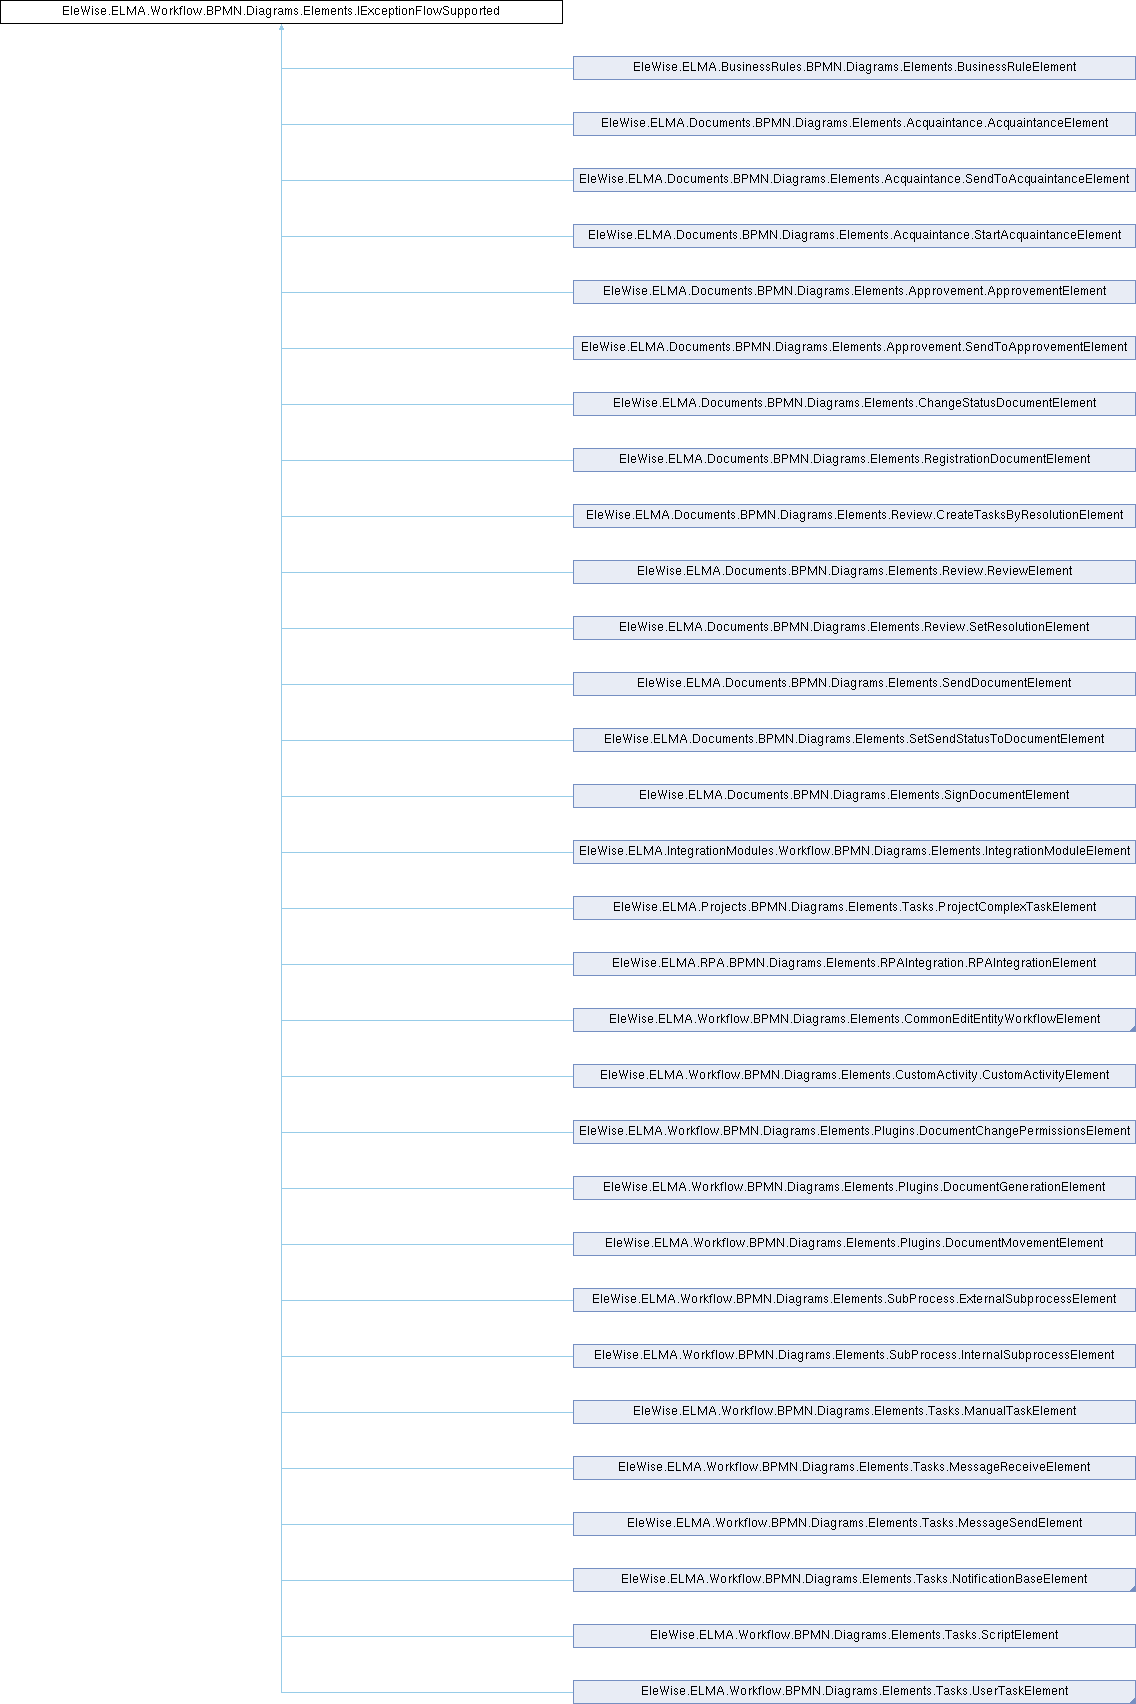 EleWise.ELMA.Workflow.BPMN.Diagrams.Elements.IExceptionFlowSupported
EleWise.ELMA.BusinessRules.BPMN.Diagrams.Elements.BusinessRuleElement
EleWise.ELMA.Documents.BPMN.Diagrams.Elements.Acquaintance.AcquaintanceElement
EleWise.ELMA.Documents.BPMN.Diagrams.Elements.Acquaintance.SendToAcquaintanceElement
EleWise.ELMA.Documents.BPMN.Diagrams.Elements.Acquaintance.StartAcquaintanceElement
EleWise.ELMA.Documents.BPMN.Diagrams.Elements.Approvement.ApprovementElement
EleWise.ELMA.Documents.BPMN.Diagrams.Elements.Approvement.SendToApprovementElement
EleWise.ELMA.Documents.BPMN.Diagrams.Elements.ChangeStatusDocumentElement
EleWise.ELMA.Documents.BPMN.Diagrams.Elements.RegistrationDocumentElement
EleWise.ELMA.Documents.BPMN.Diagrams.Elements.Review.CreateTasksByResolutionElement
EleWise.ELMA.Documents.BPMN.Diagrams.Elements.Review.ReviewElement
EleWise.ELMA.Documents.BPMN.Diagrams.Elements.Review.SetResolutionElement
EleWise.ELMA.Documents.BPMN.Diagrams.Elements.SendDocumentElement
EleWise.ELMA.Documents.BPMN.Diagrams.Elements.SetSendStatusToDocumentElement
EleWise.ELMA.Documents.BPMN.Diagrams.Elements.SignDocumentElement
EleWise.ELMA.IntegrationModules.Workflow.BPMN.Diagrams.Elements.IntegrationModuleElement
EleWise.ELMA.Projects.BPMN.Diagrams.Elements.Tasks.ProjectComplexTaskElement
EleWise.ELMA.RPA.BPMN.Diagrams.Elements.RPAIntegration.RPAIntegrationElement
EleWise.ELMA.Workflow.BPMN.Diagrams.Elements.CommonEditEntityWorkflowElement
EleWise.ELMA.Workflow.BPMN.Diagrams.Elements.CustomActivity.CustomActivityElement
EleWise.ELMA.Workflow.BPMN.Diagrams.Elements.Plugins.DocumentChangePermissionsElement
EleWise.ELMA.Workflow.BPMN.Diagrams.Elements.Plugins.DocumentGenerationElement
EleWise.ELMA.Workflow.BPMN.Diagrams.Elements.Plugins.DocumentMovementElement
EleWise.ELMA.Workflow.BPMN.Diagrams.Elements.SubProcess.ExternalSubprocessElement
EleWise.ELMA.Workflow.BPMN.Diagrams.Elements.SubProcess.InternalSubprocessElement
EleWise.ELMA.Workflow.BPMN.Diagrams.Elements.Tasks.ManualTaskElement
EleWise.ELMA.Workflow.BPMN.Diagrams.Elements.Tasks.MessageReceiveElement
EleWise.ELMA.Workflow.BPMN.Diagrams.Elements.Tasks.MessageSendElement
EleWise.ELMA.Workflow.BPMN.Diagrams.Elements.Tasks.NotificationBaseElement
EleWise.ELMA.Workflow.BPMN.Diagrams.Elements.Tasks.ScriptElement
EleWise.ELMA.Workflow.BPMN.Diagrams.Elements.Tasks.UserTaskElement